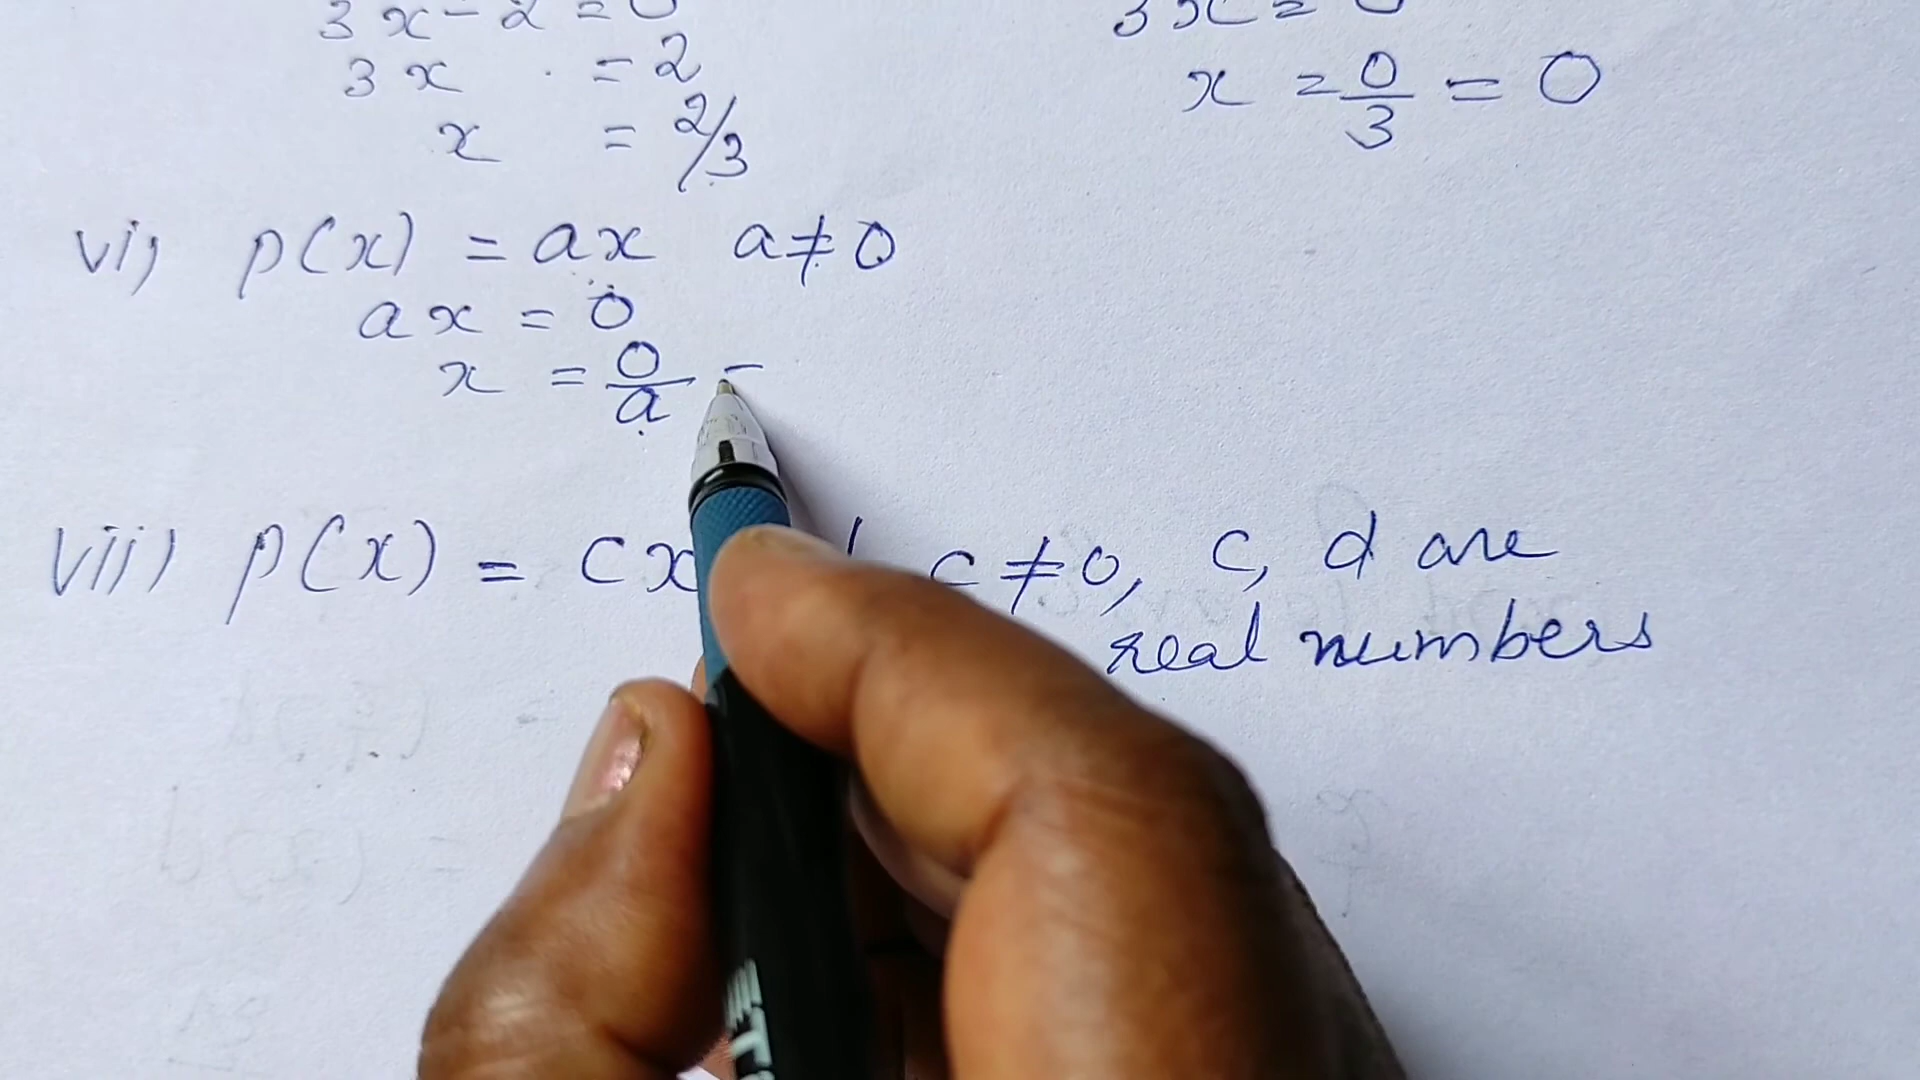 3x - 2 = 0
3x = 2
x = 2/3
3x = 0
x = 0/3 = 0
vi) p(x) = ax a ≠ 0
ax = 0
x = 0/a =
vii) p(x) = cx d c ≠ 0, c, d are
real numbers